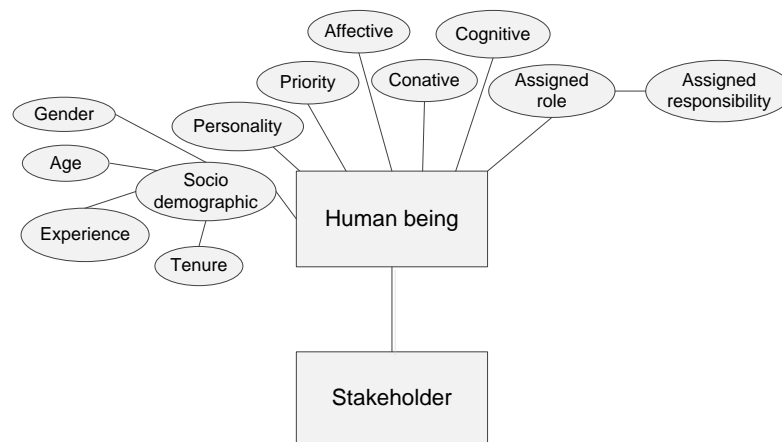 Affective
Cognitive
Priority
Conative
Assigned
role
Assigned
responsibility
Gender
Personality
Age
Socio
demographic
Human being
Experience
Tenure
Stakeholder